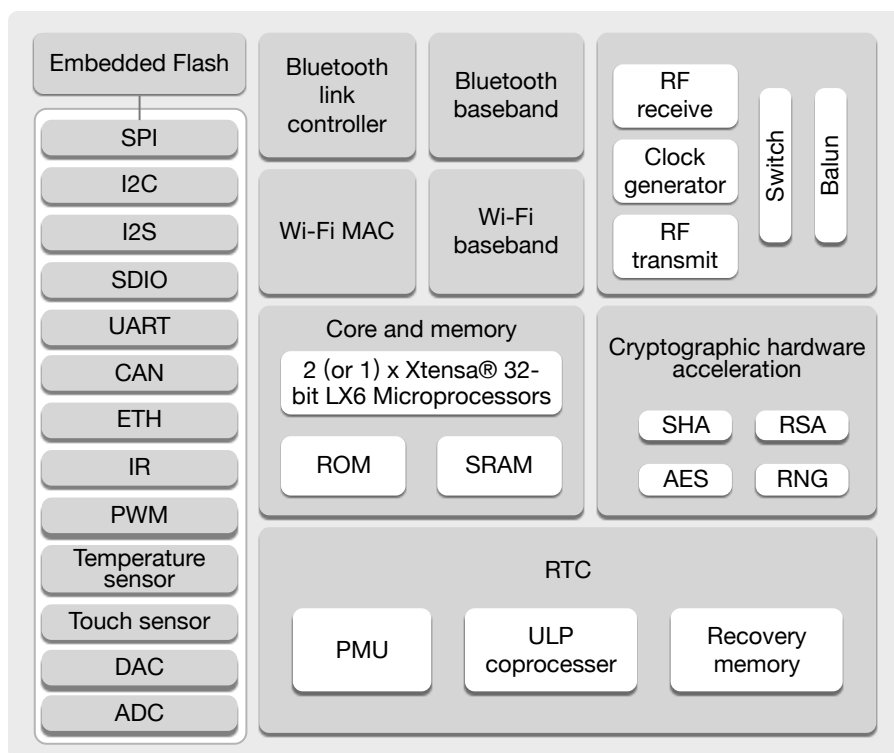 Embedded Flash
SPI
I2C
I2S
SDIO
UART
CAN
ETH
IR
PWM
Temperature
sensor
Touch sensor
DAC
ADC
Bluetooth
link
controller
Bluetooth
baseband
Wi-Fi MAC
Wi-Fi
baseband
RF
receive
Clock
generator
RF
transmit
Switch
Balun
Core and memory
2 (or 1) x Xtensa® 32-
bit LX6 Microprocessors
ROM
SRAM
Cryptographic hardware
acceleration
SHA
RSA
AES
RNG
RTC
PMU
ULP
coprocesser
Recovery
memory